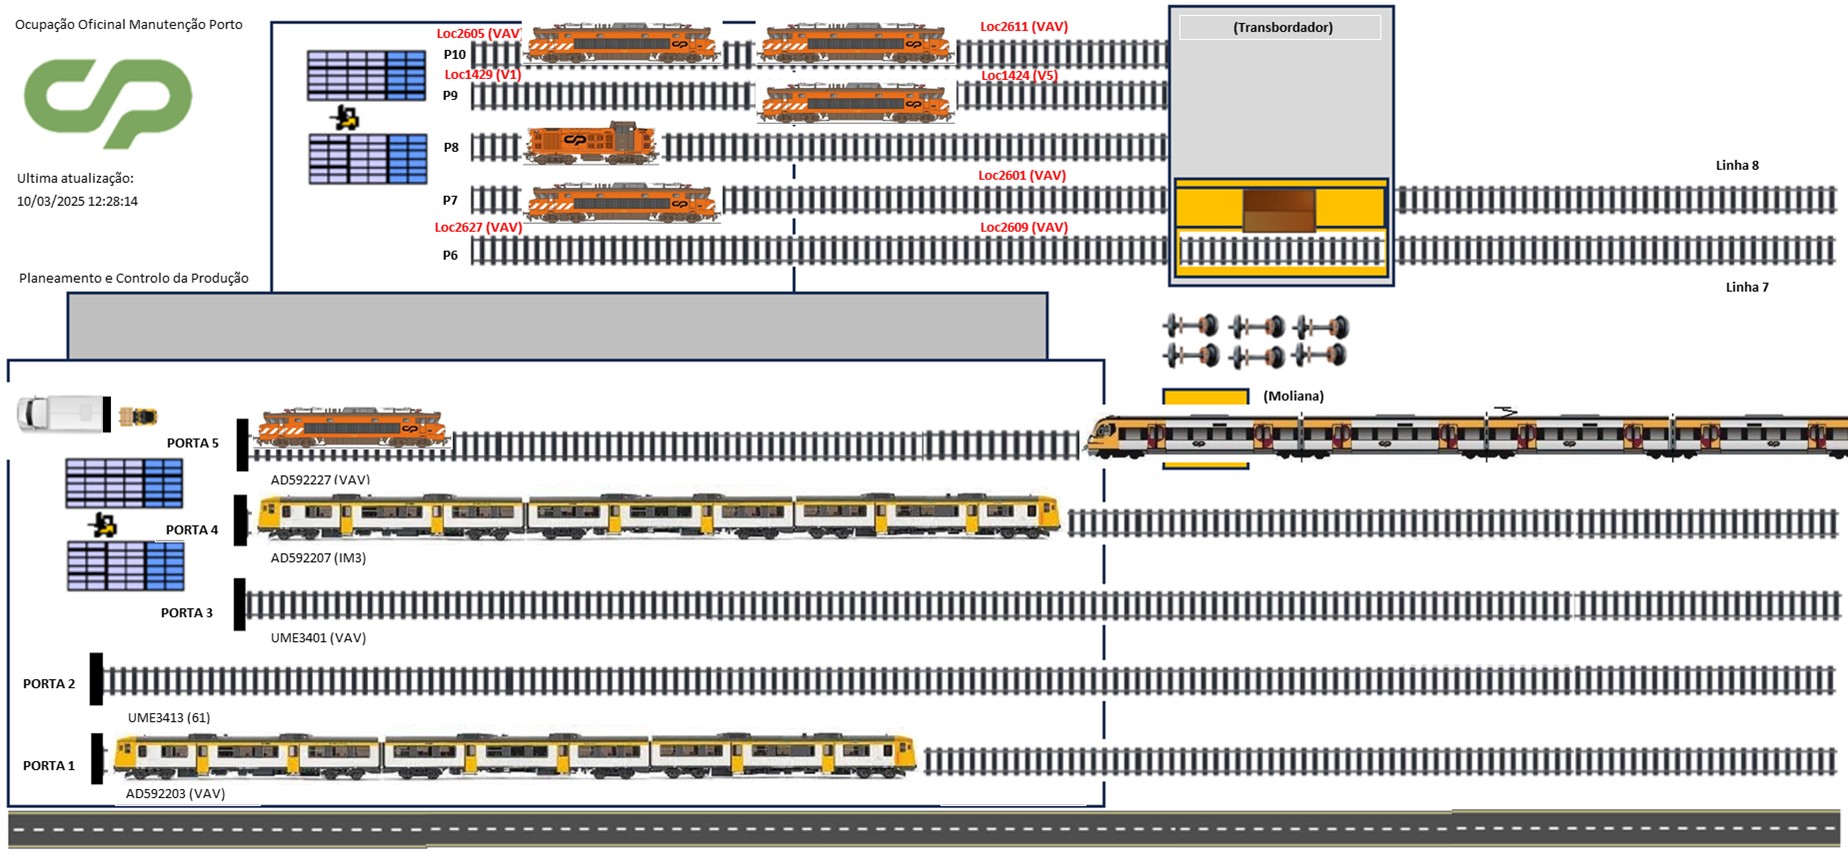 Ocupação Oficinal Manutenção Porto
Ultima atualização:
10/03/2025 12:28:14
Planeamento e Controlo da Produção
Loc2605 (VAV)
Loc2611 (VAV)
P10
Loc1429 (V1)
Loc1424 (V5)
P9
P8
Loc2601 (VAV)
P7
Loc2627 (VAV)
Loc2609 (VAV)
P6
(Transbordador)
Linha 8
Linha 7
(Moliana)
PORTA 5
AD592227 (VAV)
PORTA 4
AD592207 (IM3)
PORTA 3
UME3401 (VAV)
PORTA 2
UME3413 (61)
PORTA 1
AD592203 (VAV)